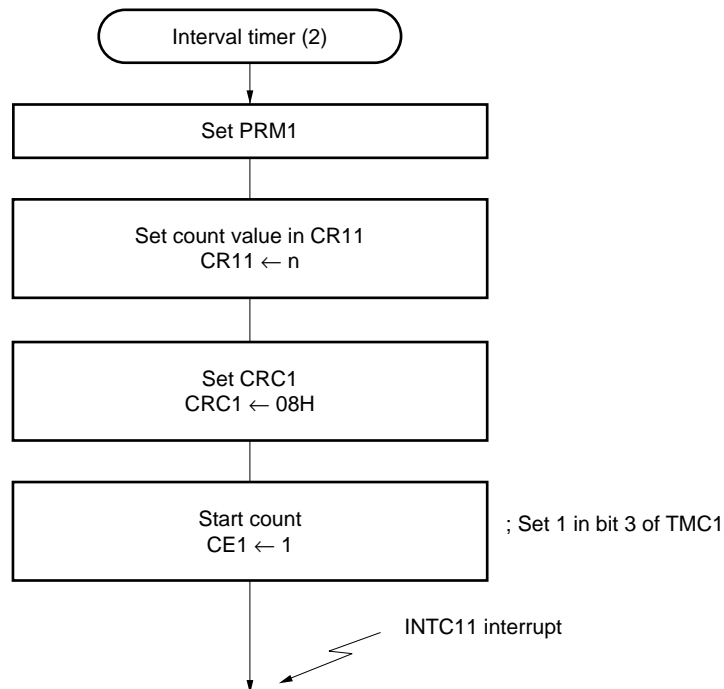 Interval timer (2)
Set PRM1
Set count value in CR11
CR11 ← n
Set CRC1
CRC1 ← 08H
Start count
CE1 ← 1
; Set 1 in bit 3 of TMC1
INTC11 interrupt